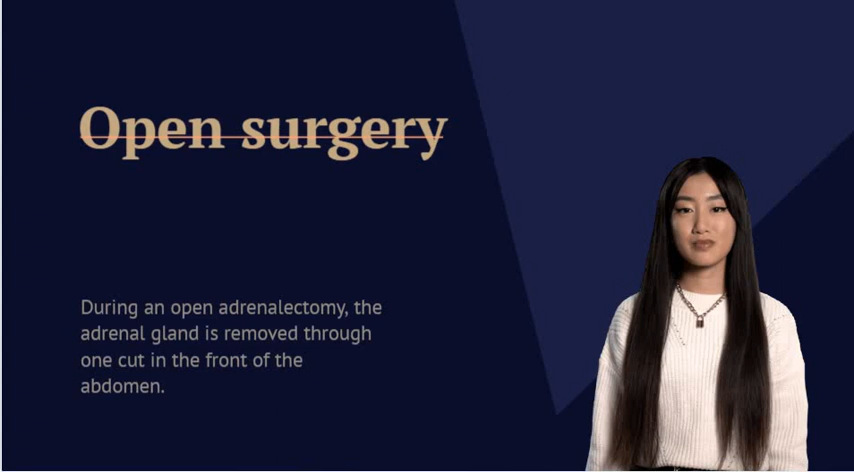 Open surgery
During an open adrenalectomy, the
adrenal gland is removed through
one cut in the front of the
abdomen.